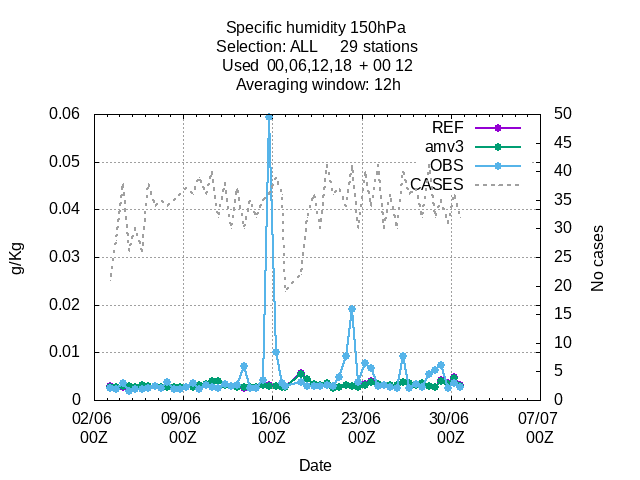 Specific humidity 150hPa
Selection: ALL 29 stations
Used 00,06,12,18 + 00 12
Averaging window: 12h
0.06
0.05
0.04
0.03
0.02
0.01
0
g/Kg
50
45
40
35
30
25
20
15
10
5
0
No cases
REF
amv3
OBS
CASES
02/06 09/06 16/06 23/06 30/06 07/07
00Z 00Z 00Z 00Z 00Z 00Z
Date